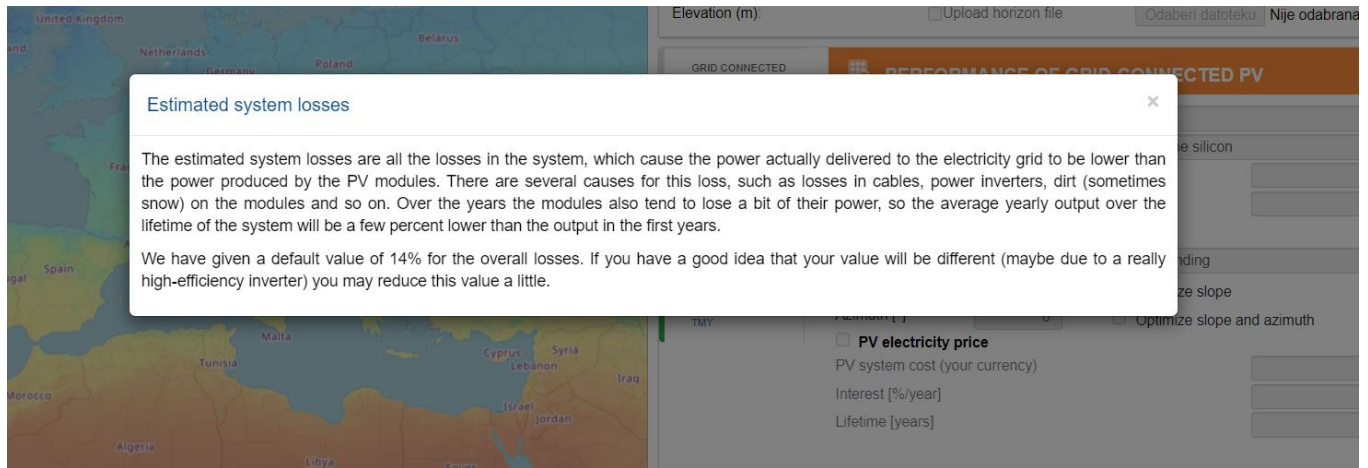 United Kingdom
Netherlands
Belarus
Germany
Poland
Spain
Malta
Tunisia
Cyprus
Syria
Lebanon
Iraq
Morocco
Israel
Jordan
Algeria
Libya
Elevation (m):
Upload horizon file
Odaberi datoteku
Nije odabrana
GRID CONNECTED
PERFORMANCE OF GRID CONNECTED PV
Estimated system losses
×
The estimated system losses are all the losses in the system, which cause the power actually delivered to the electricity grid to be lower than
the power produced by the PV modules. There are several causes for this loss, such as losses in cables, power inverters, dirt (sometimes
snow) on the modules and so on. Over the years the modules also tend to lose a bit of their power, so the average yearly output over the
lifetime of the system will be a few percent lower than the output in the first years.
We have given a default value of 14% for the overall losses. If you have a good idea that your value will be different (maybe due to a really
high-efficiency inverter) you may reduce this value a little.
silicon
slope
TMY
Azimuth [°]
0
Optimize slope and azimuth
PV electricity price
PV system cost (your currency)
Interest [%/year]
Lifetime [years]